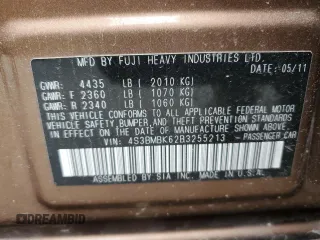 MFD BY FUJI HEAVY INDUSTRIES LTD.
DATE: 05/11
GVWR: 4435 LB ( 2010 KG)
GAWR: F 2360 LB ( 1070 KG)
GAWR: R 2340 LB ( 1060 KG)
THIS VEHICLE CONFORMS TO ALL APPLICABLE FEDERAL MOTOR
VEHICLE SAFETY, BUMPER, AND THEFT PREVENTION STANDARDS
IN EFFECT ON THE DATE OF MANUFACTURE SHOWN ABOVE.
VIN: 4S3BMBK62B3255213 - PASSENGER CAR
ASSEMBLED BY SIA INC. MADE IN U.S.A.
DREAMBID